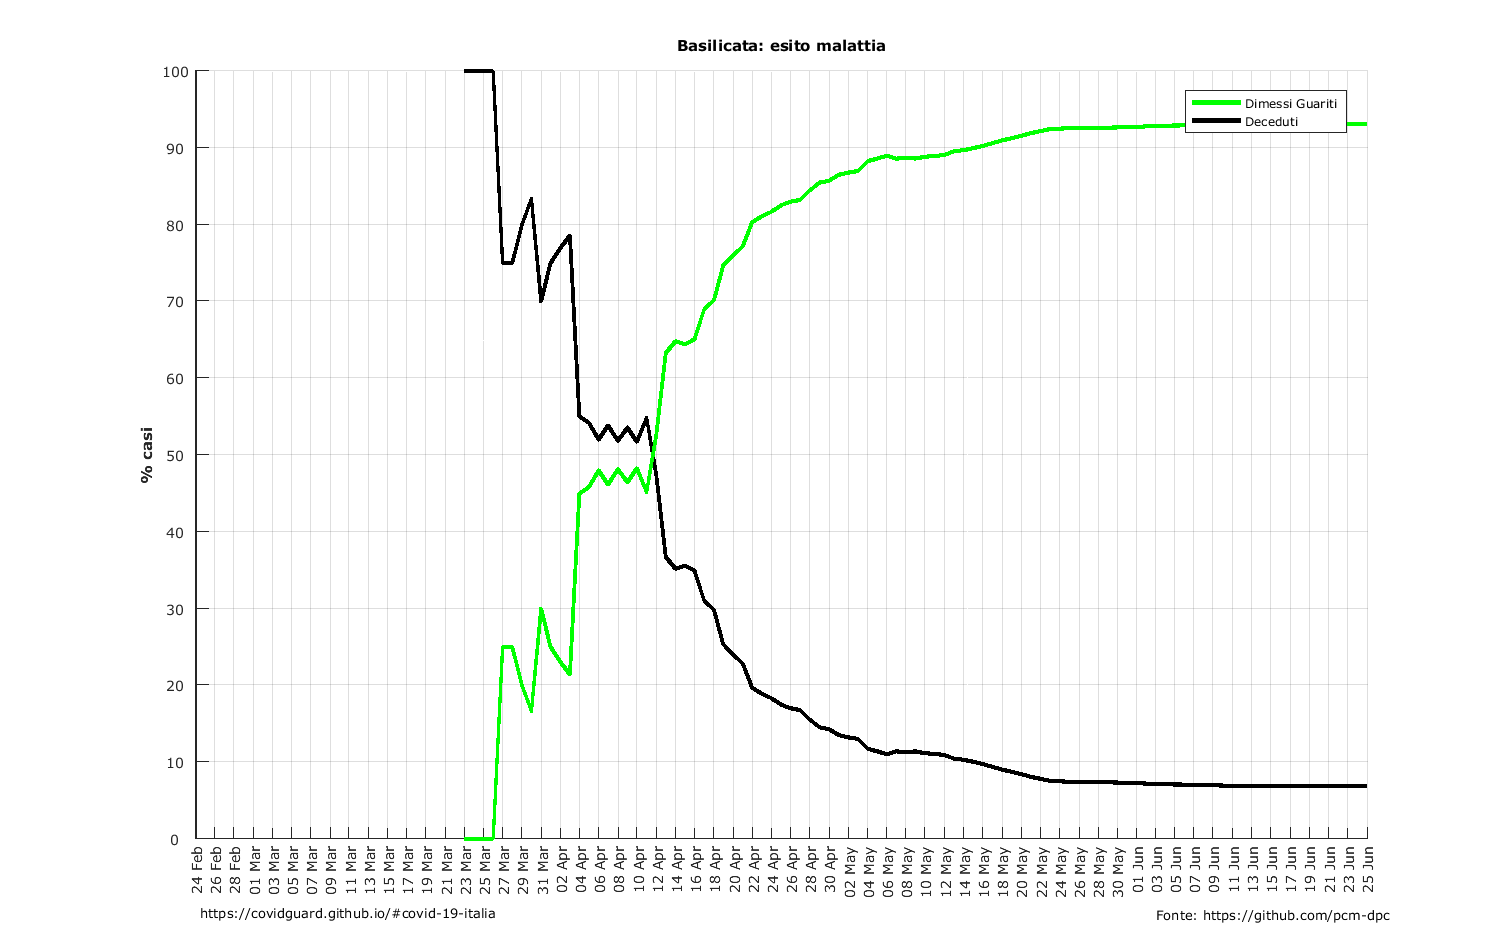 Basilicata: esito malattia
Dimessi Guariti
Deceduti
% casi
100
90
80
70
60
50
40
30
20
10
0
24 Feb
26 Feb
28 Feb
01 Mar
03 Mar
05 Mar
07 Mar
09 Mar
11 Mar
13 Mar
15 Mar
17 Mar
19 Mar
21 Mar
23 Mar
25 Mar
27 Mar
29 Mar
31 Mar
02 Apr
04 Apr
06 Apr
08 Apr
10 Apr
12 Apr
14 Apr
16 Apr
18 Apr
20 Apr
22 Apr
24 Apr
26 Apr
28 Apr
30 Apr
02 May
04 May
06 May
08 May
10 May
12 May
14 May
16 May
18 May
20 May
22 May
24 May
26 May
28 May
30 May
01 Jun
03 Jun
05 Jun
07 Jun
09 Jun
11 Jun
13 Jun
15 Jun
17 Jun
19 Jun
21 Jun
23 Jun
25 Jun
https://covidguard.github.io/#covid-19-italia
Fonte: https://github.com/pcm-dpc